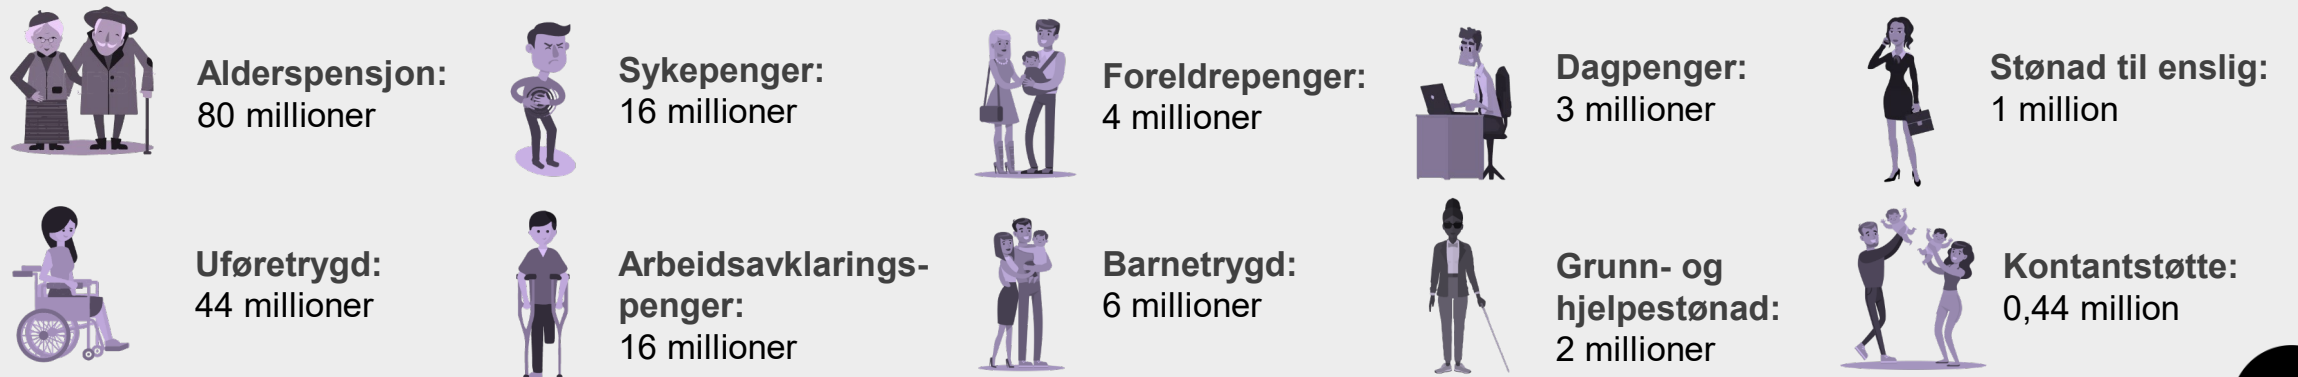 Alderspensjon:
80 millioner
Sykepenger:
16 millioner
Foreldrepenger:
4 millioner
Dagpenger:
3 millioner
Stønad til enslig:
1 million
Uføretrygd:
44 millioner
Arbeidsavklarings-
penger:
16 millioner
Barnetrygd:
6 millioner
Grunn- og
hjelpestønad:
2 millioner
Kontantstøtte:
0,44 million